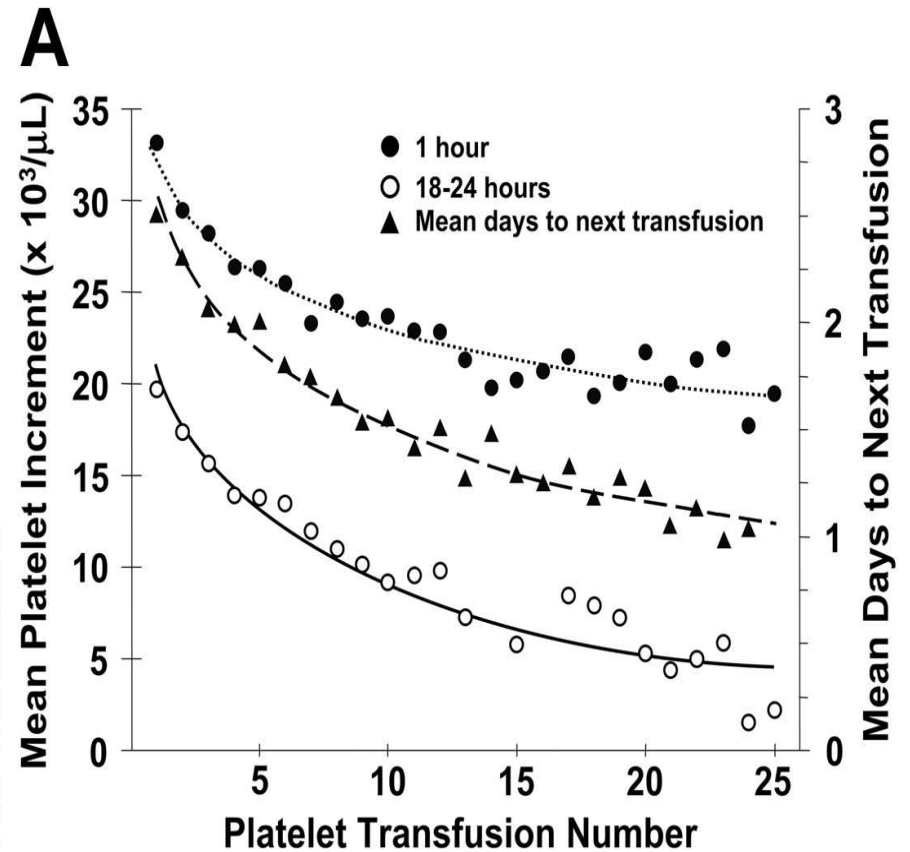 A
Mean Platelet Increment (x 10³/µL)
35
30
25
20
15
10
5
0
1 hour
18-24 hours
Mean days to next transfusion
3
2
1
0
Mean Days to Next Transfusion
5 10 15 20 25
Platelet Transfusion Number